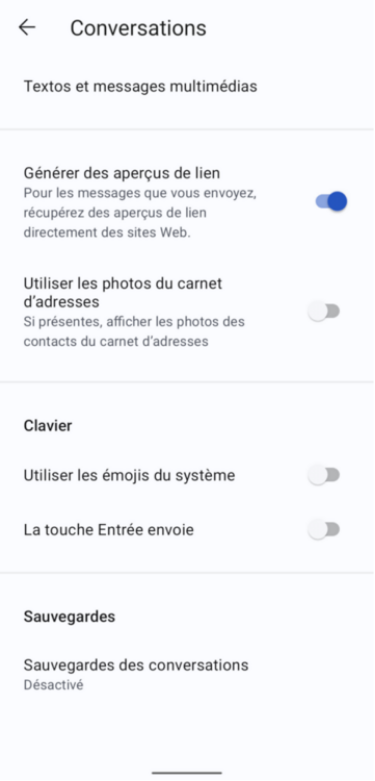 Conversations
Textos et messages multimédias
Générer des aperçus de lien
Pour les messages que vous envoyez,
récupérez des aperçus de lien
directement des sites Web.
Utiliser les photos du carnet
d'adresses
Si présentes, afficher les photos des
contacts du carnet d'adresses
Clavier
Utiliser les émojis du système
La touche Entrée envoie
Sauvegardes
Sauvegardes des conversations
Désactivé